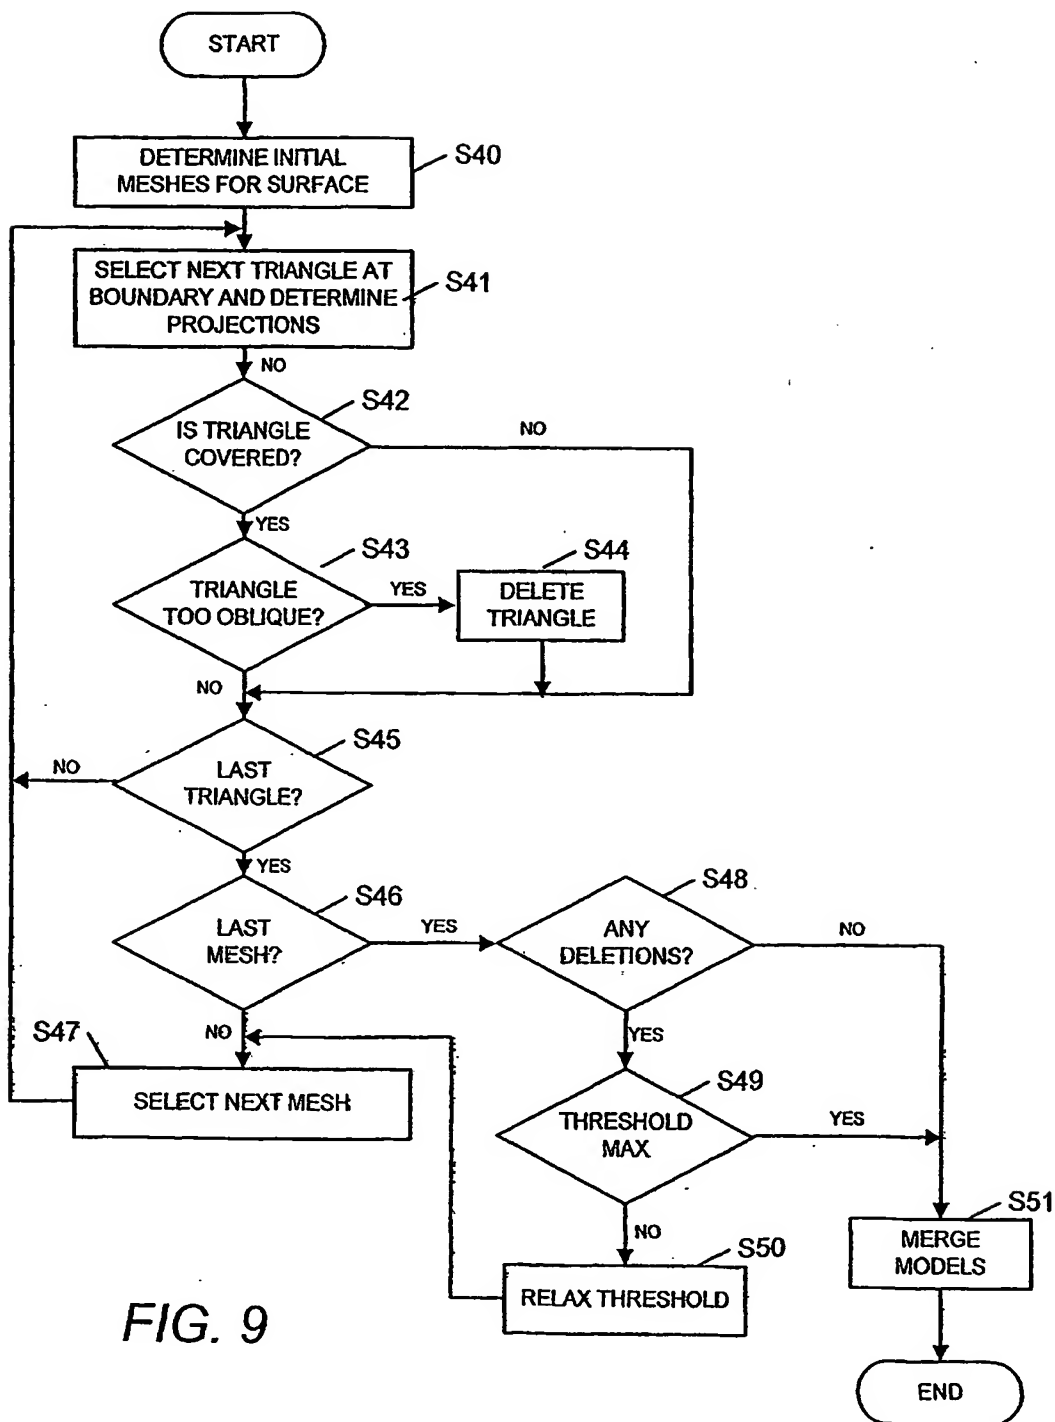 START
DETERMINE INITIAL
MESHES FOR SURFACE
S40
SELECT NEXT TRIANGLE AT
BOUNDARY AND DETERMINE
PROJECTIONS
S41
NO
S42
IS TRIANGLE
COVERED?
NO
YES
S43
TRIANGLE
TOO OBLIQUE?
YES
S44
DELETE
TRIANGLE
NO
S45
LAST
TRIANGLE?
NO
YES
S46
LAST
MESH?
YES
S48
ANY
DELETIONS?
NO
NO
YES
S47
SELECT NEXT MESH
S49
THRESHOLD
MAX
YES
NO
S50
RELAX THRESHOLD
S51
MERGE
MODELS
END
FIG. 9